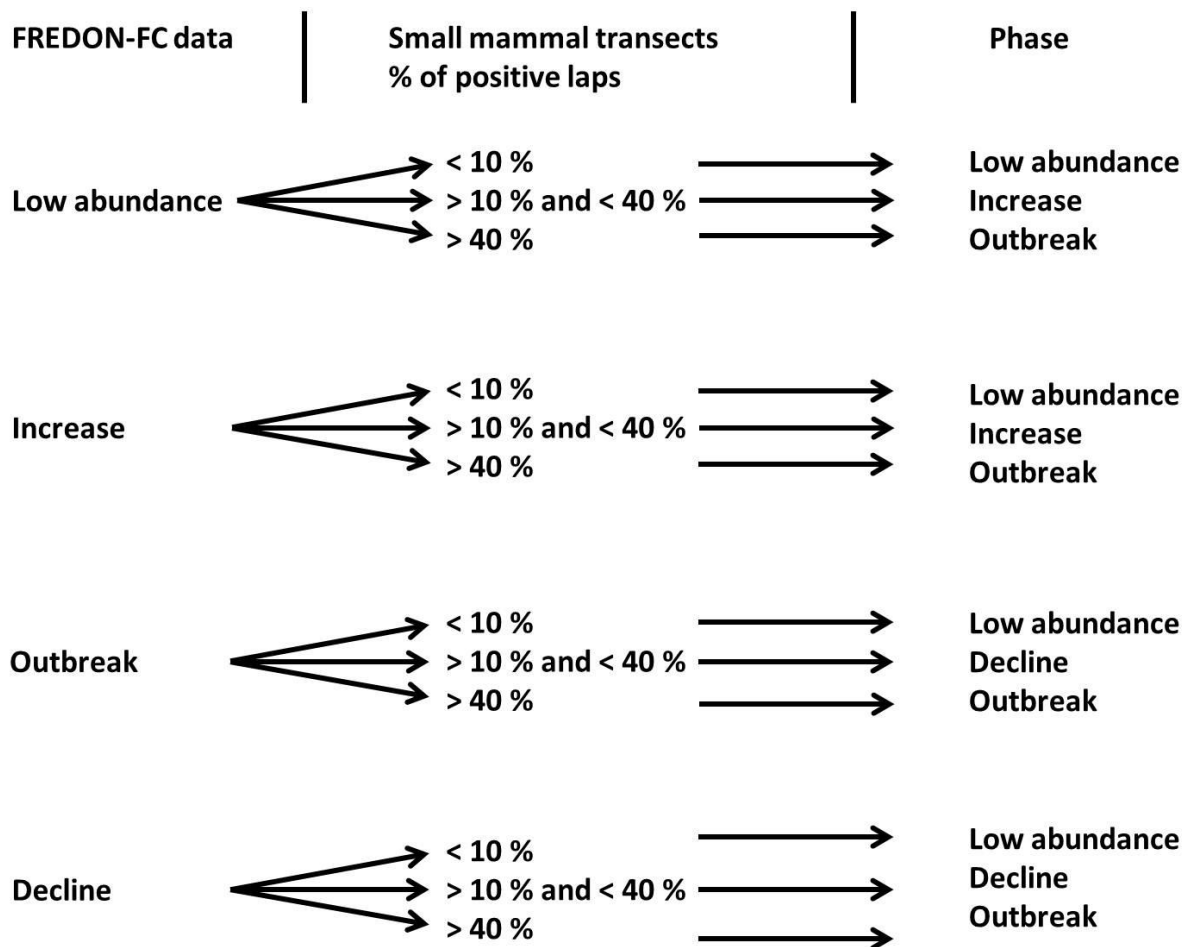 FREDON-FC data
Small mammal transects
% of positive laps
Phase
Low abundance
< 10 %
> 10 % and < 40 %
> 40 %
Low abundance
Increase
Outbreak
Increase
< 10 %
> 10 % and < 40 %
> 40 %
Low abundance
Increase
Outbreak
Outbreak
< 10 %
> 10 % and < 40 %
> 40 %
Low abundance
Decline
Outbreak
Decline
< 10 %
> 10 % and < 40 %
> 40 %
Low abundance
Decline
Outbreak